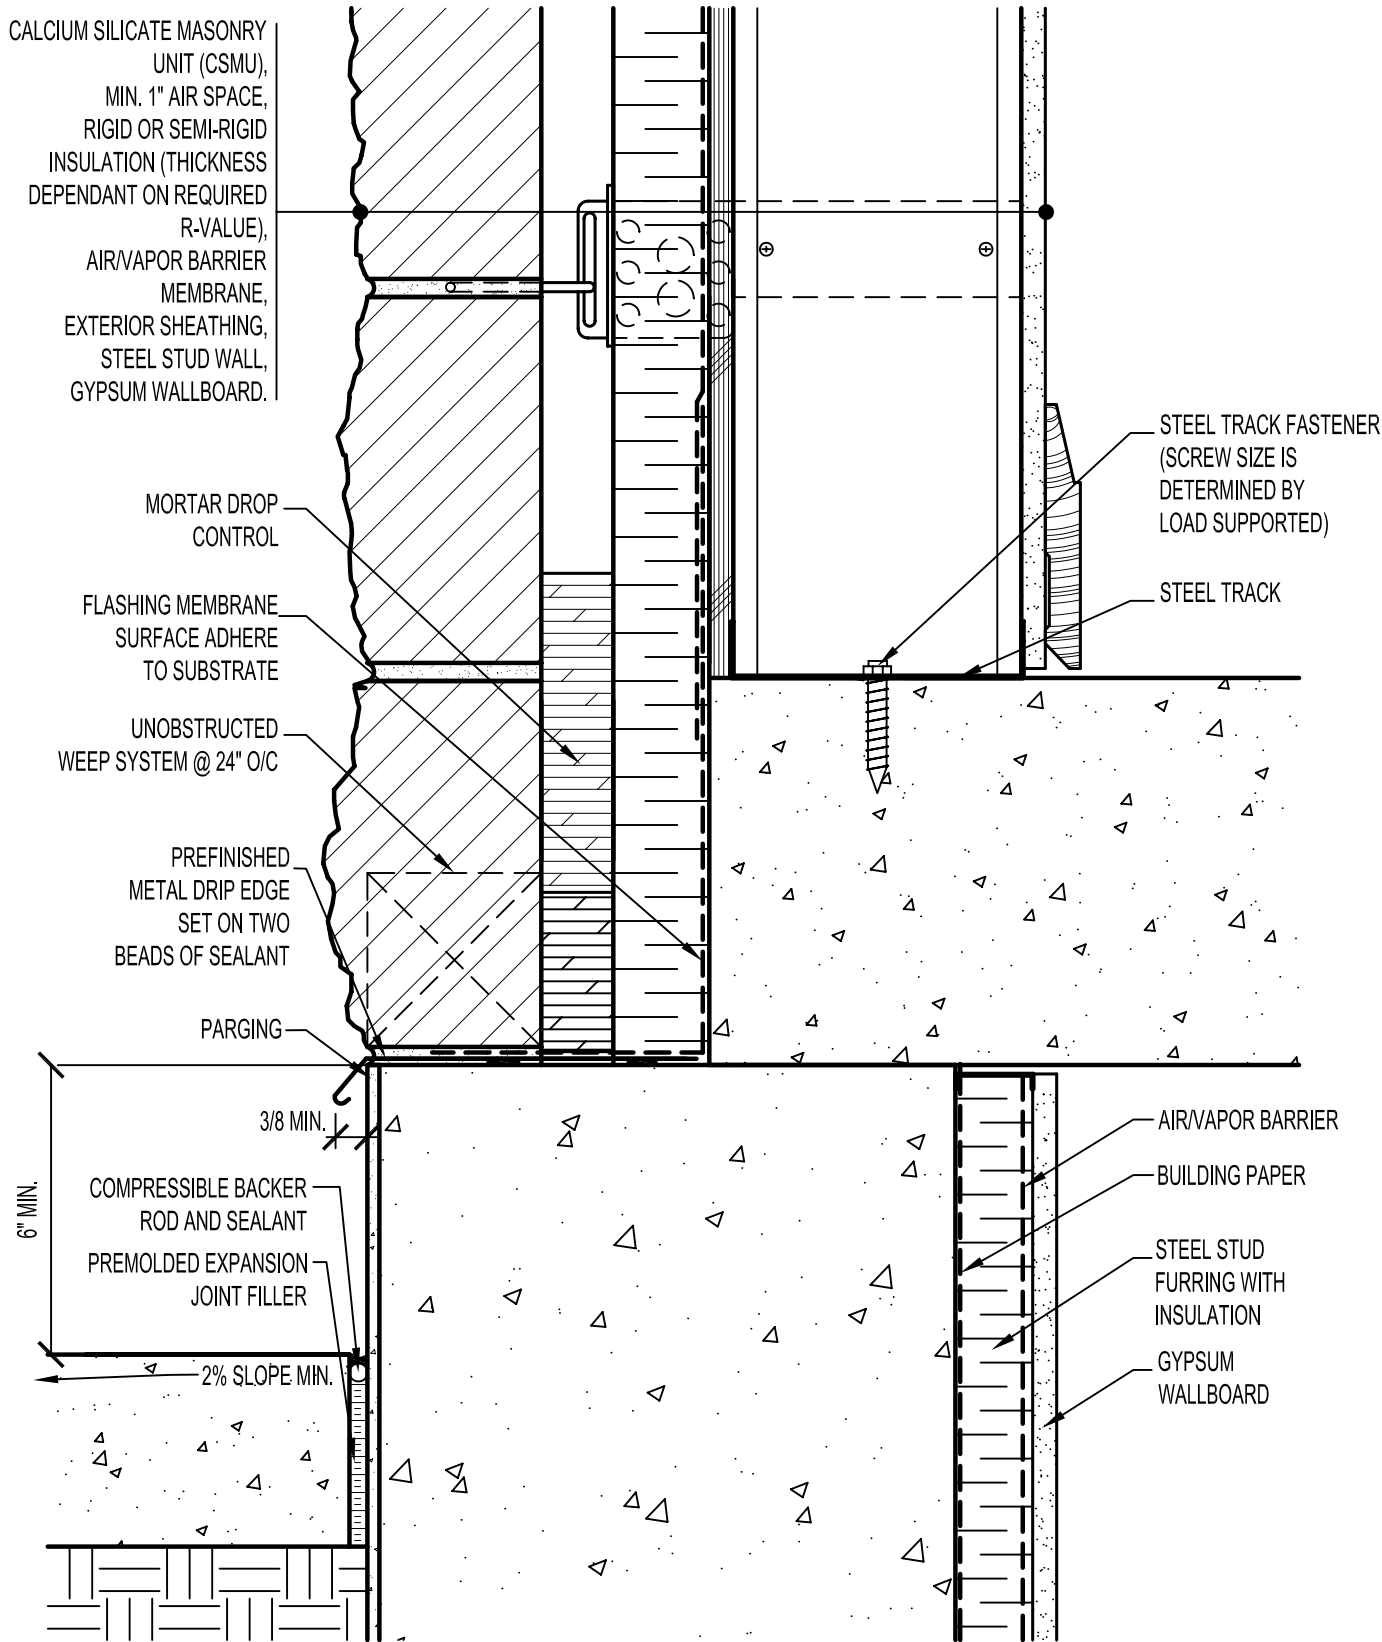 CALCIUM SILICATE MASONRY
UNIT (CSMU),
MIN. 1" AIR SPACE,
RIGID OR SEMI-RIGID
INSULATION (THICKNESS
DEPENDANT ON REQUIRED
R-VALUE),
AIR/VAPOR BARRIER
MEMBRANE,
EXTERIOR SHEATHING,
STEEL STUD WALL,
GYPSUM WALLBOARD.
MORTAR DROP
CONTROL
FLASHING MEMBRANE
SURFACE ADHERE
TO SUBSTRATE
UNOBSTRUCTED
WEEP SYSTEM @ 24" O/C
PREFINISHED
METAL DRIP EDGE
SET ON TWO
BEADS OF SEALANT
PARGING
3/8 MIN.
6" MIN.
COMPRESSIBLE BACKER
ROD AND SEALANT
PREMOLDED EXPANSION
JOINT FILLER
2% SLOPE MIN.
STEEL TRACK FASTENER
(SCREW SIZE IS
DETERMINED BY
LOAD SUPPORTED)
STEEL TRACK
AIR/VAPOR BARRIER
BUILDING PAPER
STEEL STUD
FURRING WITH
INSULATION
GYPSUM
WALLBOARD